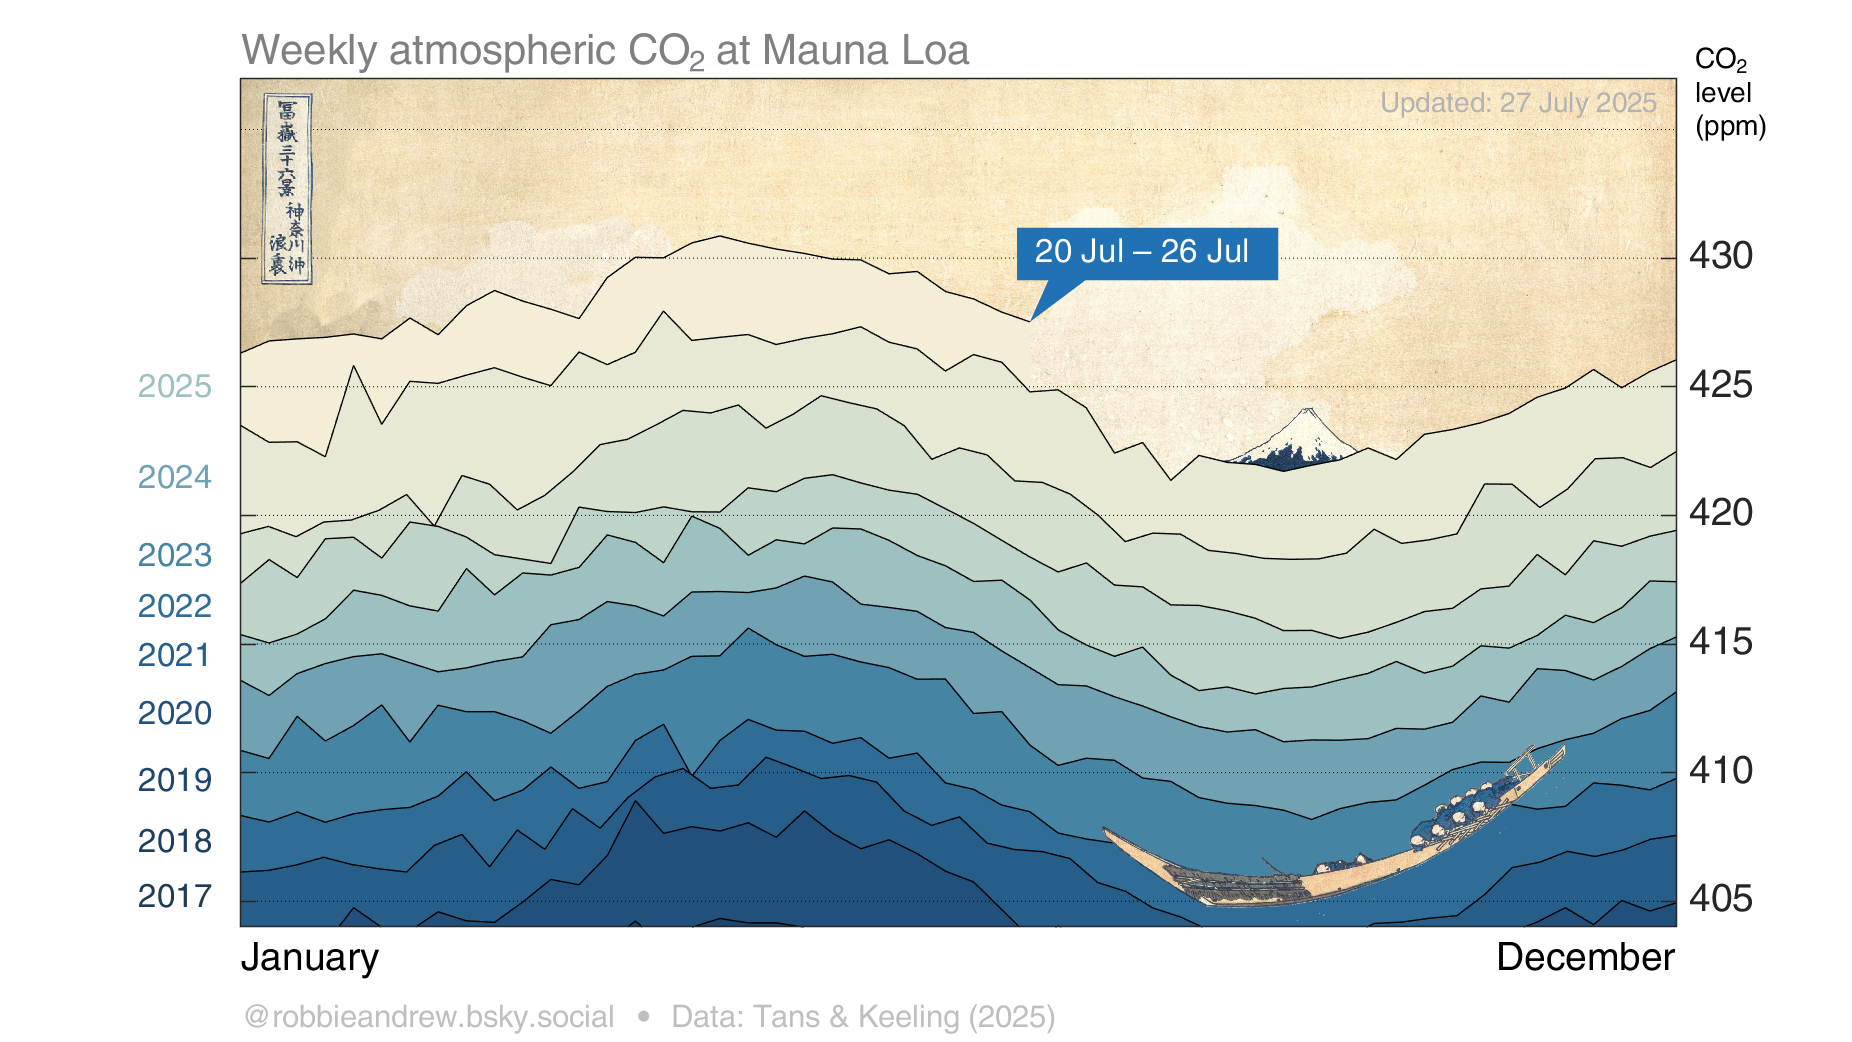 Weekly atmospheric CO₂ at Mauna Loa
CO₂
level
(ppm)
Updated: 27 July 2025
冨嶽三十六景
神奈川沖
浪裏
20 Jul – 26 Jul
430
2025
425
2024
420
2023
2022
415
2021
2020
410
2019
2018
2017
405
January
December
@robbieandrew.bsky.social • Data: Tans & Keeling (2025)